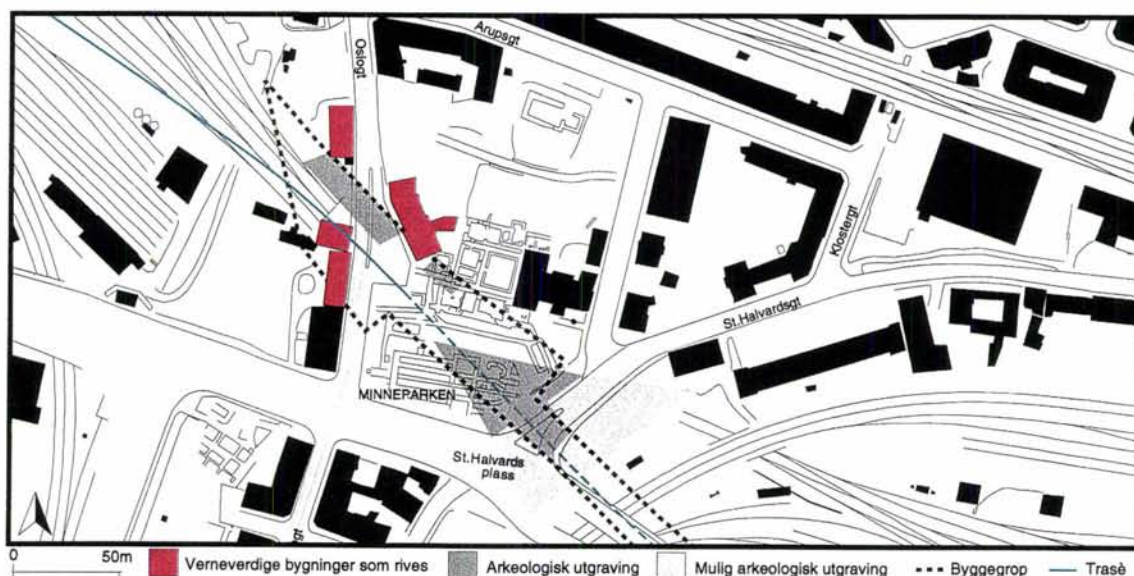 Oslogt
Arupsgt
Klostergt
St.Halvardsgt
MINNEPARKEN
St.Halvards
plass
gt
0 50m
Verneverdige bygninger som rives
Arkeologisk utgraving
Mulig arkeologisk utgraving
Byggegrop
Trasè